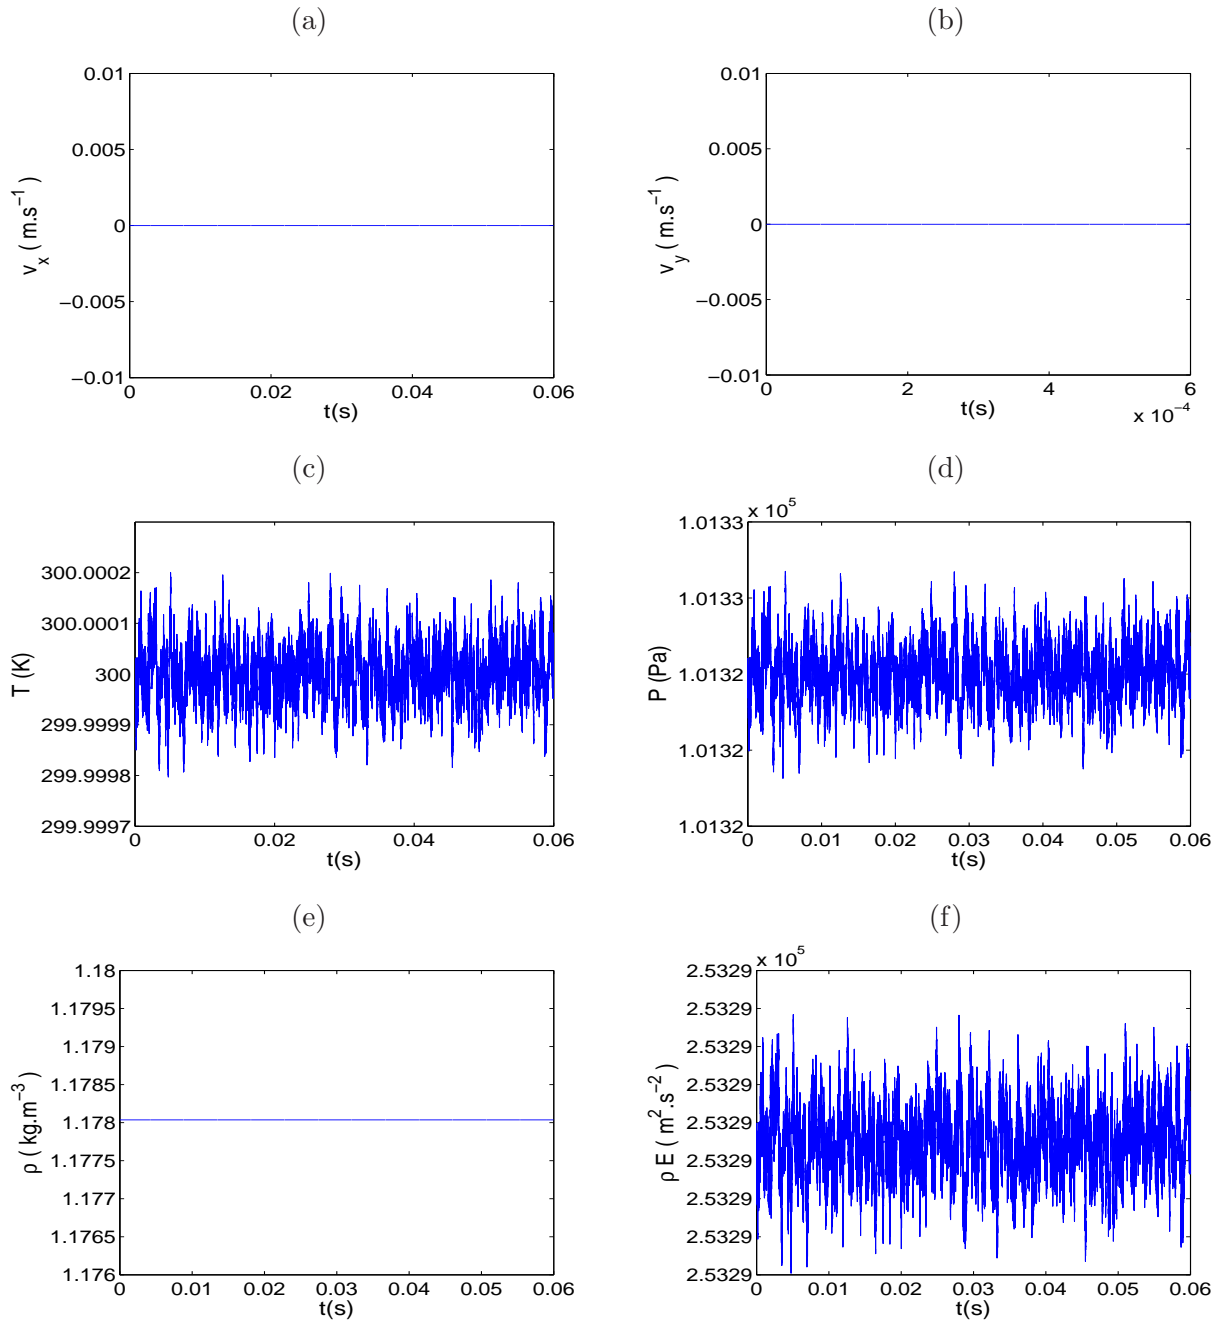 (a)
(b)
0.01
0.005
0
−0.005
−0.01
v_x ( m.s^−1 )
0 0.02 0.04 0.06
t(s)
0.01
0.005
0
−0.005
−0.01
v_y ( m.s^−1 )
0 2 4 6
t(s)
x 10^−4
(c)
(d)
300.0002
300.0001
300
299.9999
299.9998
299.9997
T (K)
0 0.02 0.04 0.06
t(s)
x 10^5
1.0133
1.0133
1.0132
1.0132
1.0132
P (Pa)
0 0.01 0.02 0.03 0.04 0.05 0.06
t(s)
(e)
(f)
1.18
1.1795
1.179
1.1785
1.178
1.1775
1.177
1.1765
1.176
ρ ( kg.m^−3 )
0 0.01 0.02 0.03 0.04 0.05 0.06
t(s)
x 10^5
2.5329
2.5329
2.5329
2.5329
2.5329
2.5329
2.5329
2.5329
2.5329
ρ E ( m^2.s^−2 )
0 0.01 0.02 0.03 0.04 0.05 0.06
t(s)